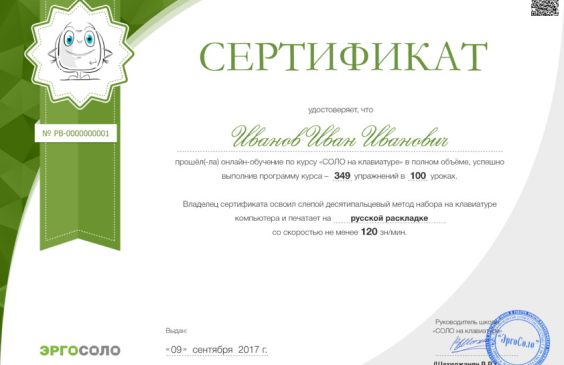 СЕРТИФИКАТ
удостоверяет, что
№ РВ-0000000001
Иванов Иван Иванович
прошёл(-ла) онлайн-обучение по курсу «СОЛО на клавиатуре» в полном объёме, успешно
выполнив программу курса – 349 упражнений в 100 уроках.
Владелец сертификата освоил слепой десятипальцевый метод набора на клавиатуре
компьютера и печатает на русской раскладке
со скоростью не менее 120 зн/мин.
Выдан:
«09» сентября 2017 г.
Руководитель школы
«СОЛО на клавиатуре»
"ЭргоСоло"
ЭРГОСОЛО